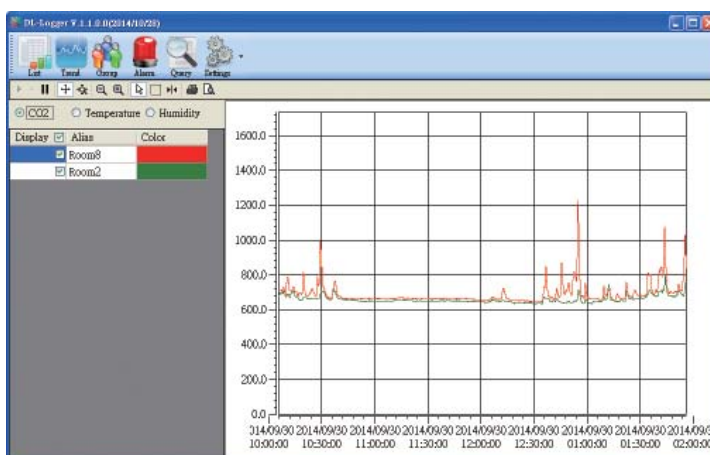 DL-Logger V.1.1.0.0(2014/10/28)
List Trend Group Alarm Query Settings
CO2 Temperature Humidity
Display Alias Color
Room8
Room2
1600.0
1400.0
1200.0
1000.0
800.0
600.0
400.0
200.0
0.0
014/09/30 2014/09/30 2014/09/30 2014/09/30 2014/09/30 2014/09/30 2014/09/30 2014/09/30 2014/09/30
10:00:00 10:30:00 11:00:00 11:30:00 12:00:00 12:30:00 01:00:00 01:30:00 02:00:00